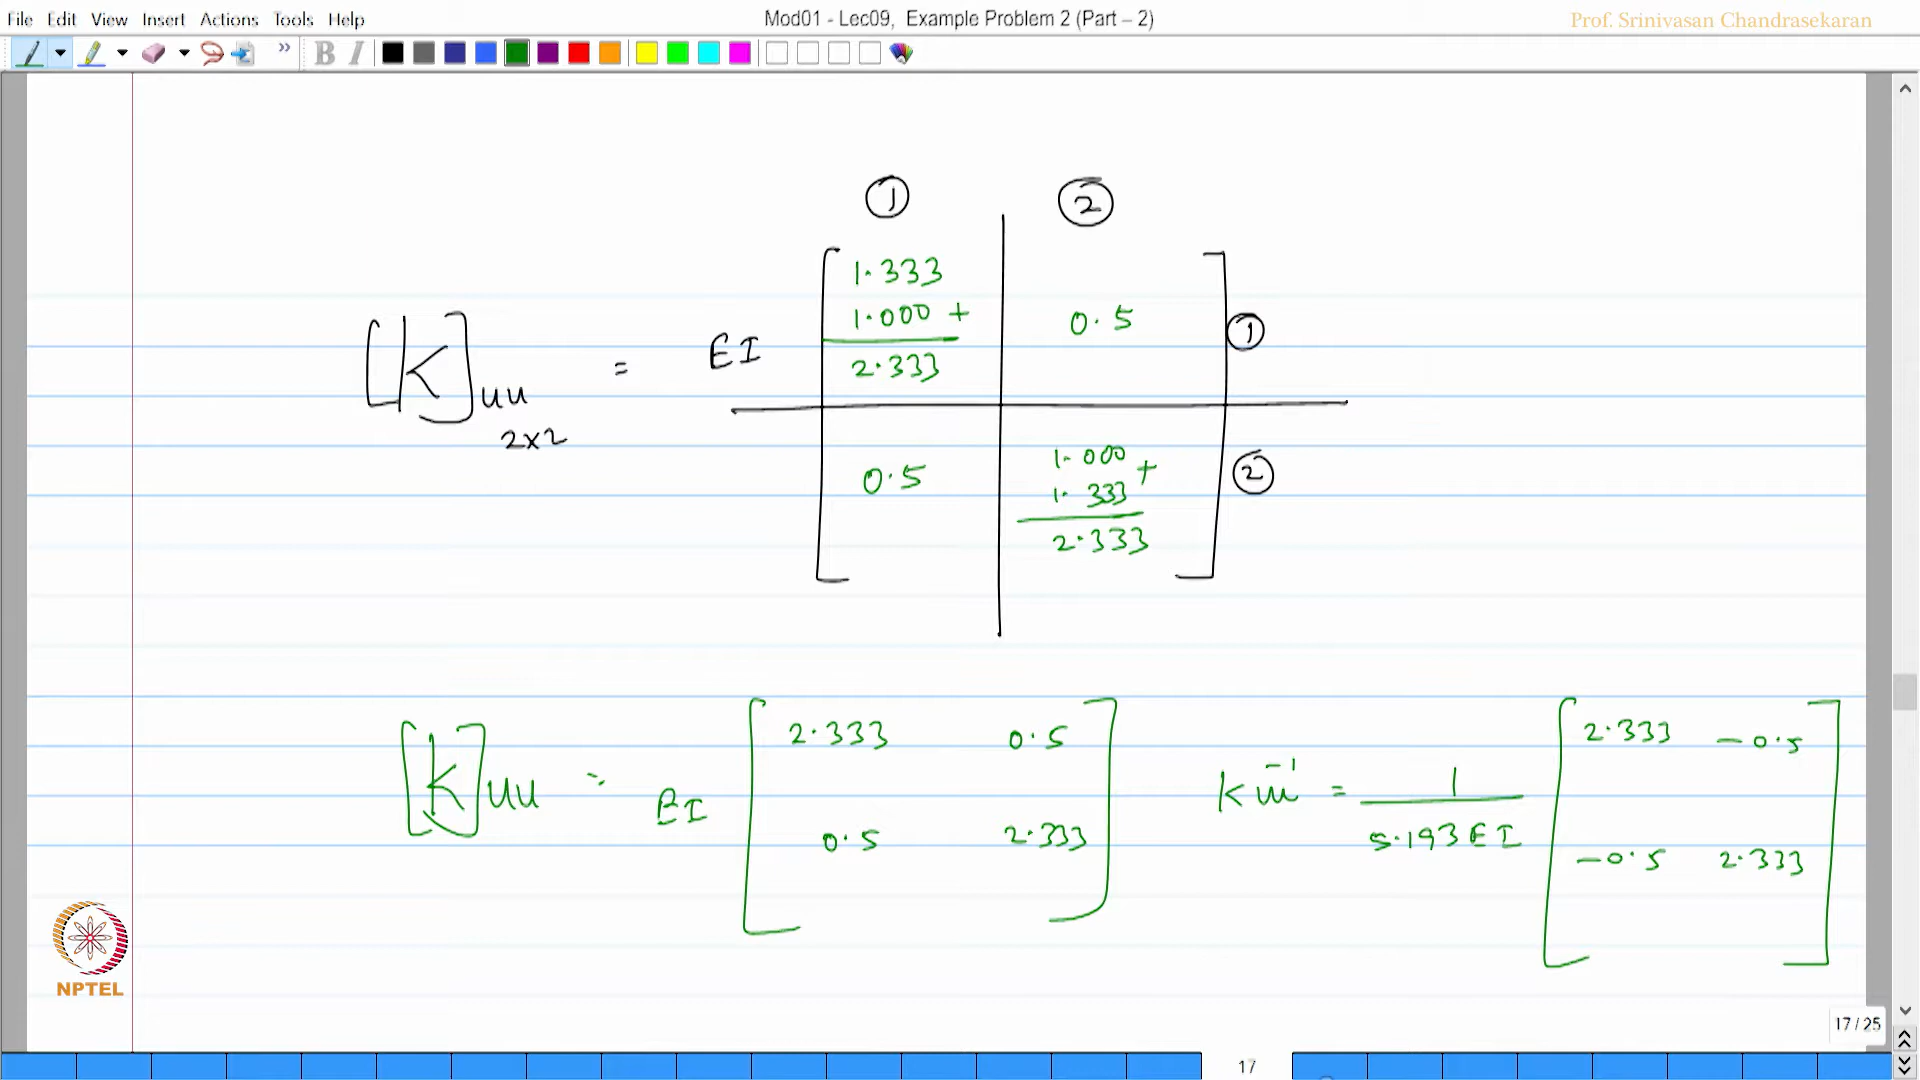 File Edit View Insert Actions Tools Help
Mod01 - Lec09, Example Problem 2 (Part – 2)
Prof. Srinivasan Chandrasekaran
» B I
1 2
1.333
1.000 +
2.333
0.5
1
[K]uu = EI
2x2
0.5
1.000 +
1.333
2.333
2
[K]uu = EI
2.333 0.5
0.5 2.333
Kuu⁻¹ = 1 / 5.193EI
2.333 -0.5
-0.5 2.333
NPTEL
17 / 25
17